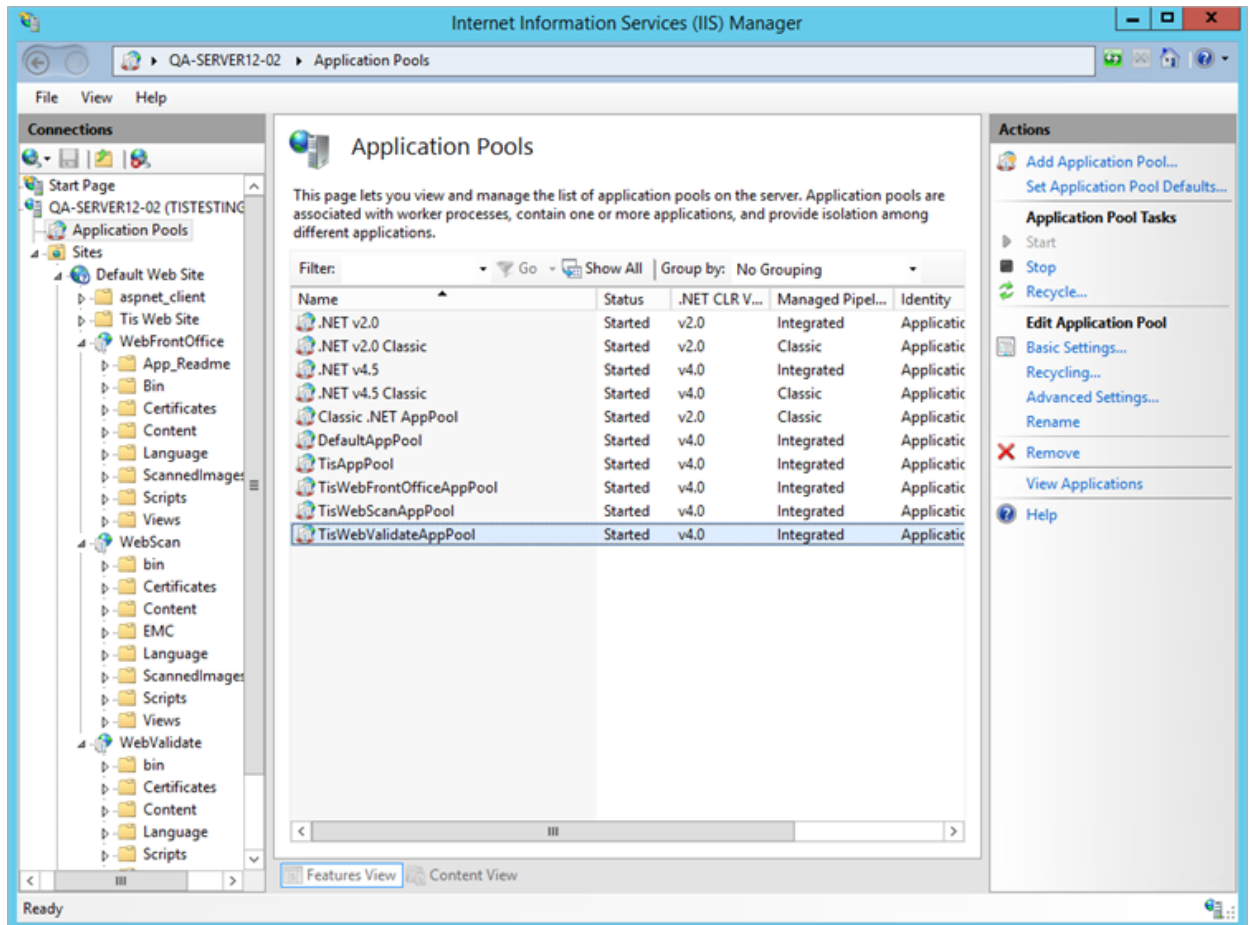 Internet Information Services (IIS) Manager
QA-SERVER12-02 Application Pools
File View Help
Connections
Start Page
QA-SERVER12-02 (TISTESTING
Application Pools
Sites
Default Web Site
aspnet_client
Tis Web Site
WebFrontOffice
App_Readme
Bin
Certificates
Content
Language
ScannedImages
Scripts
Views
WebScan
bin
Certificates
Content
EMC
Language
ScannedImages
Scripts
Views
WebValidate
bin
Certificates
Content
Language
Scripts
Application Pools
This page lets you view and manage the list of application pools on the server. Application pools are
associated with worker processes, contain one or more applications, and provide isolation among
different applications.
Filter: Go Show All Group by: No Grouping
Name Status .NET CLR V... Managed Pipel... Identity
.NET v2.0 Started v2.0 Integrated Applicatic
.NET v2.0 Classic Started v2.0 Classic Applicatic
.NET v4.5 Started v4.0 Integrated Applicatic
.NET v4.5 Classic Started v4.0 Classic Applicatic
Classic .NET AppPool Started v2.0 Classic Applicatic
DefaultAppPool Started v4.0 Integrated Applicatic
TisAppPool Started v4.0 Integrated Applicatic
TisWebFrontOfficeAppPool Started v4.0 Integrated Applicatic
TisWebScanAppPool Started v4.0 Integrated Applicatic
TisWebValidateAppPool Started v4.0 Integrated Applicatic
Features View Content View
Actions
Add Application Pool...
Set Application Pool Defaults...
Application Pool Tasks
Start
Stop
Recycle...
Edit Application Pool
Basic Settings...
Recycling...
Advanced Settings...
Rename
Remove
View Applications
Help
Ready